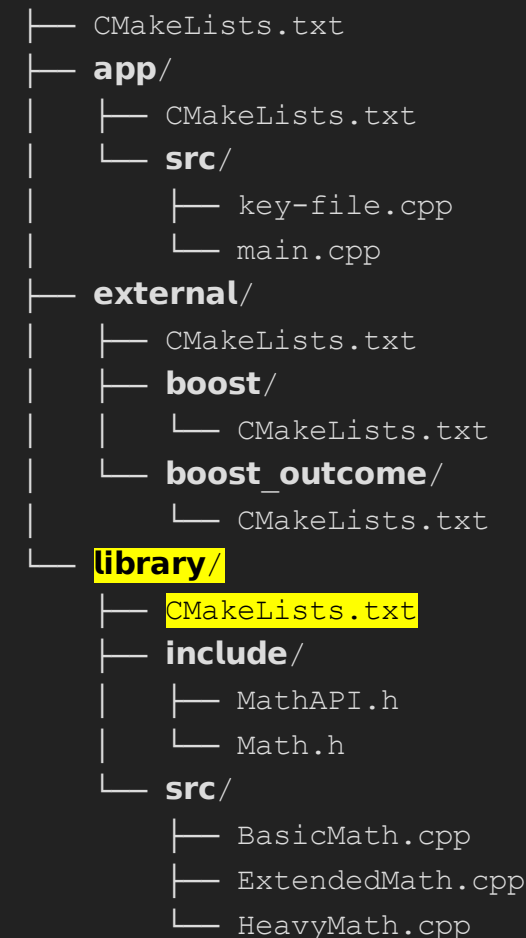 ├── CMakeLists.txt
├── app/
│   ├── CMakeLists.txt
│   └── src/
│       ├── key-file.cpp
│       └── main.cpp
├── external/
│   ├── CMakeLists.txt
│   ├── boost/
│   │   └── CMakeLists.txt
│   └── boost_outcome/
│       └── CMakeLists.txt
└── library/
    ├── CMakeLists.txt
    ├── include/
    │   ├── MathAPI.h
    │   └── Math.h
    └── src/
        ├── BasicMath.cpp
        ├── ExtendedMath.cpp
        └── HeavyMath.cpp